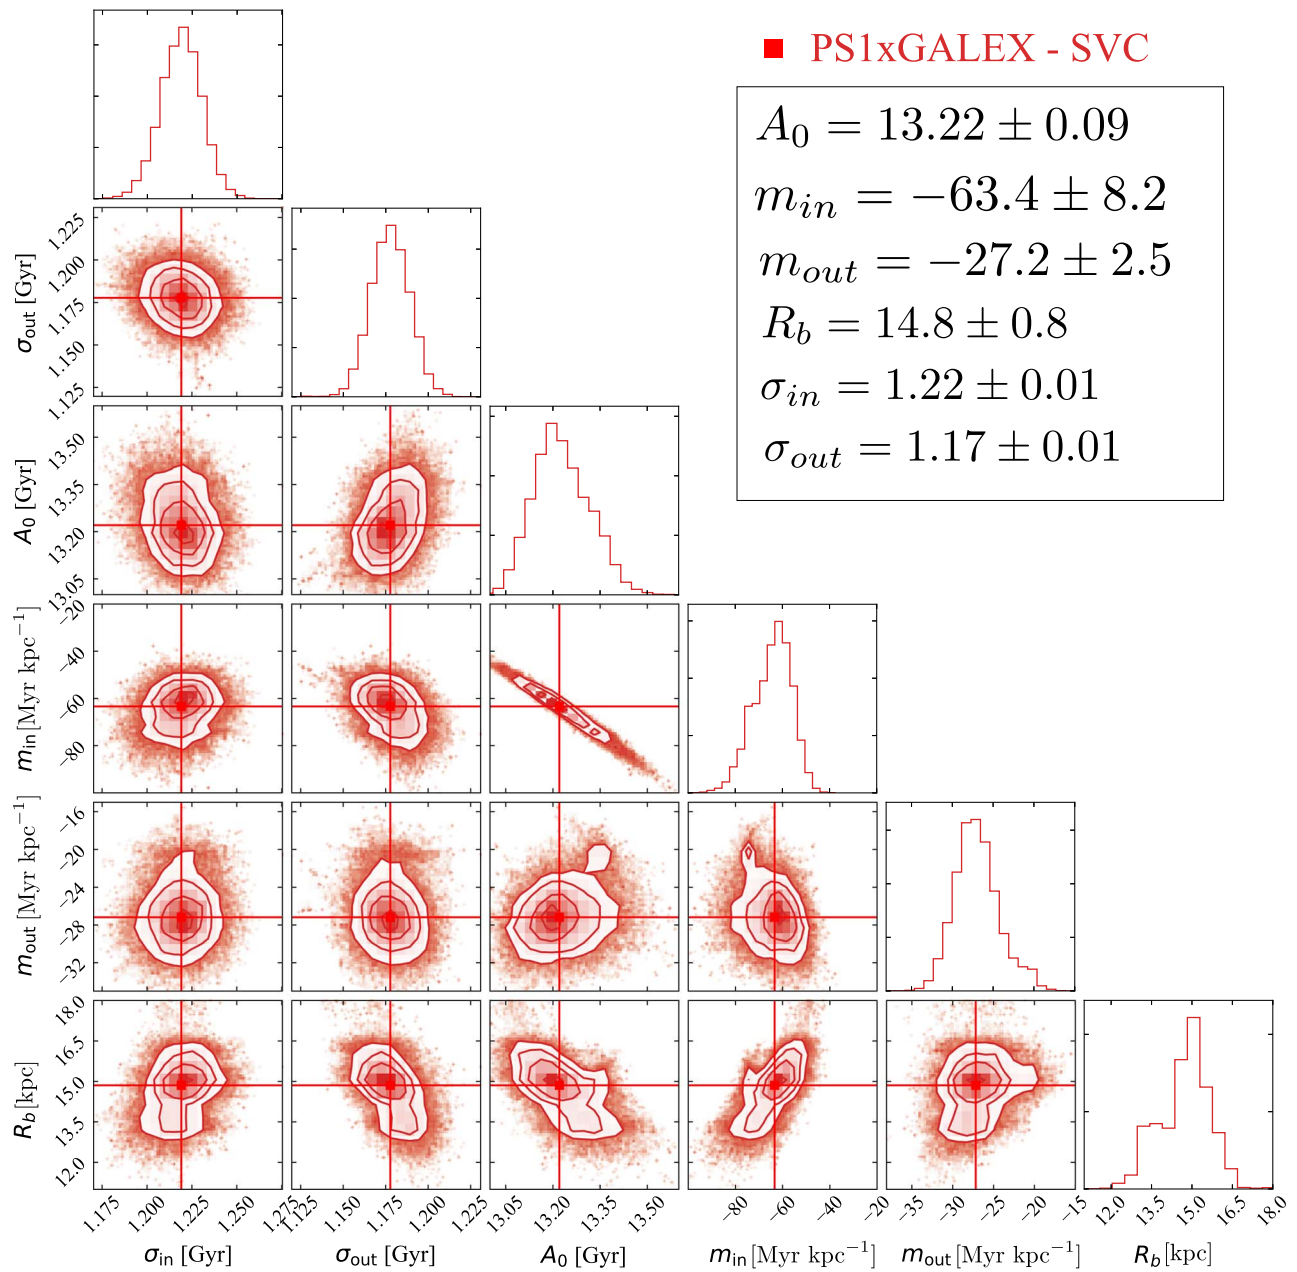 PS1xGALEX - SVC
A₀ = 13.22 ± 0.09
m_in = −63.4 ± 8.2
m_out = −27.2 ± 2.5
R_b = 14.8 ± 0.8
σ_in = 1.22 ± 0.01
σ_out = 1.17 ± 0.01
σ_out [Gyr]
1.225
1.200
1.175
1.150
1.125
A₀ [Gyr]
13.50
13.35
13.20
13.05
m_in [Myr kpc⁻¹]
−20
−40
−60
−80
m_out [Myr kpc⁻¹]
−16
−20
−24
−28
−32
R_b [kpc]
18.0
16.5
15.0
13.5
12.0
1.175 1.200 1.225 1.250 1.275
1.125 1.150 1.175 1.200 1.225
13.05 13.20 13.35 13.50
−80 −60 −40 −20
−35 −30 −25 −20 −15
12.0 13.5 15.0 16.5 18.0
σ_in [Gyr]
σ_out [Gyr]
A₀ [Gyr]
m_in [Myr kpc⁻¹]
m_out [Myr kpc⁻¹]
R_b [kpc]